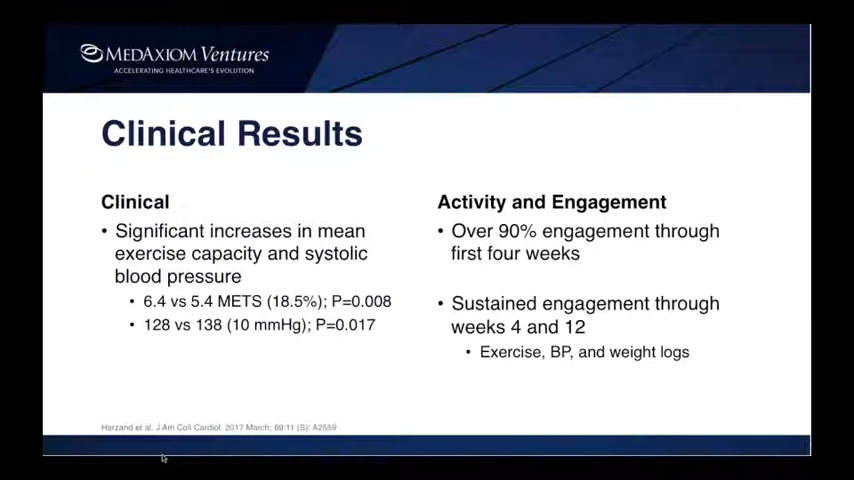 MEDAXIOM Ventures
ACCELERATING HEALTHCARE'S EVOLUTION
Clinical Results
Clinical
• Significant increases in mean
exercise capacity and systolic
blood pressure
• 6.4 vs 5.4 METS (18.5%); P=0.008
• 128 vs 138 (10 mmHg); P=0.017
Activity and Engagement
• Over 90% engagement through
first four weeks
• Sustained engagement through
weeks 4 and 12
• Exercise, BP, and weight logs
Harzand et al. J Am Coll Cardiol. 2017 March; 69:11 (S): A2559